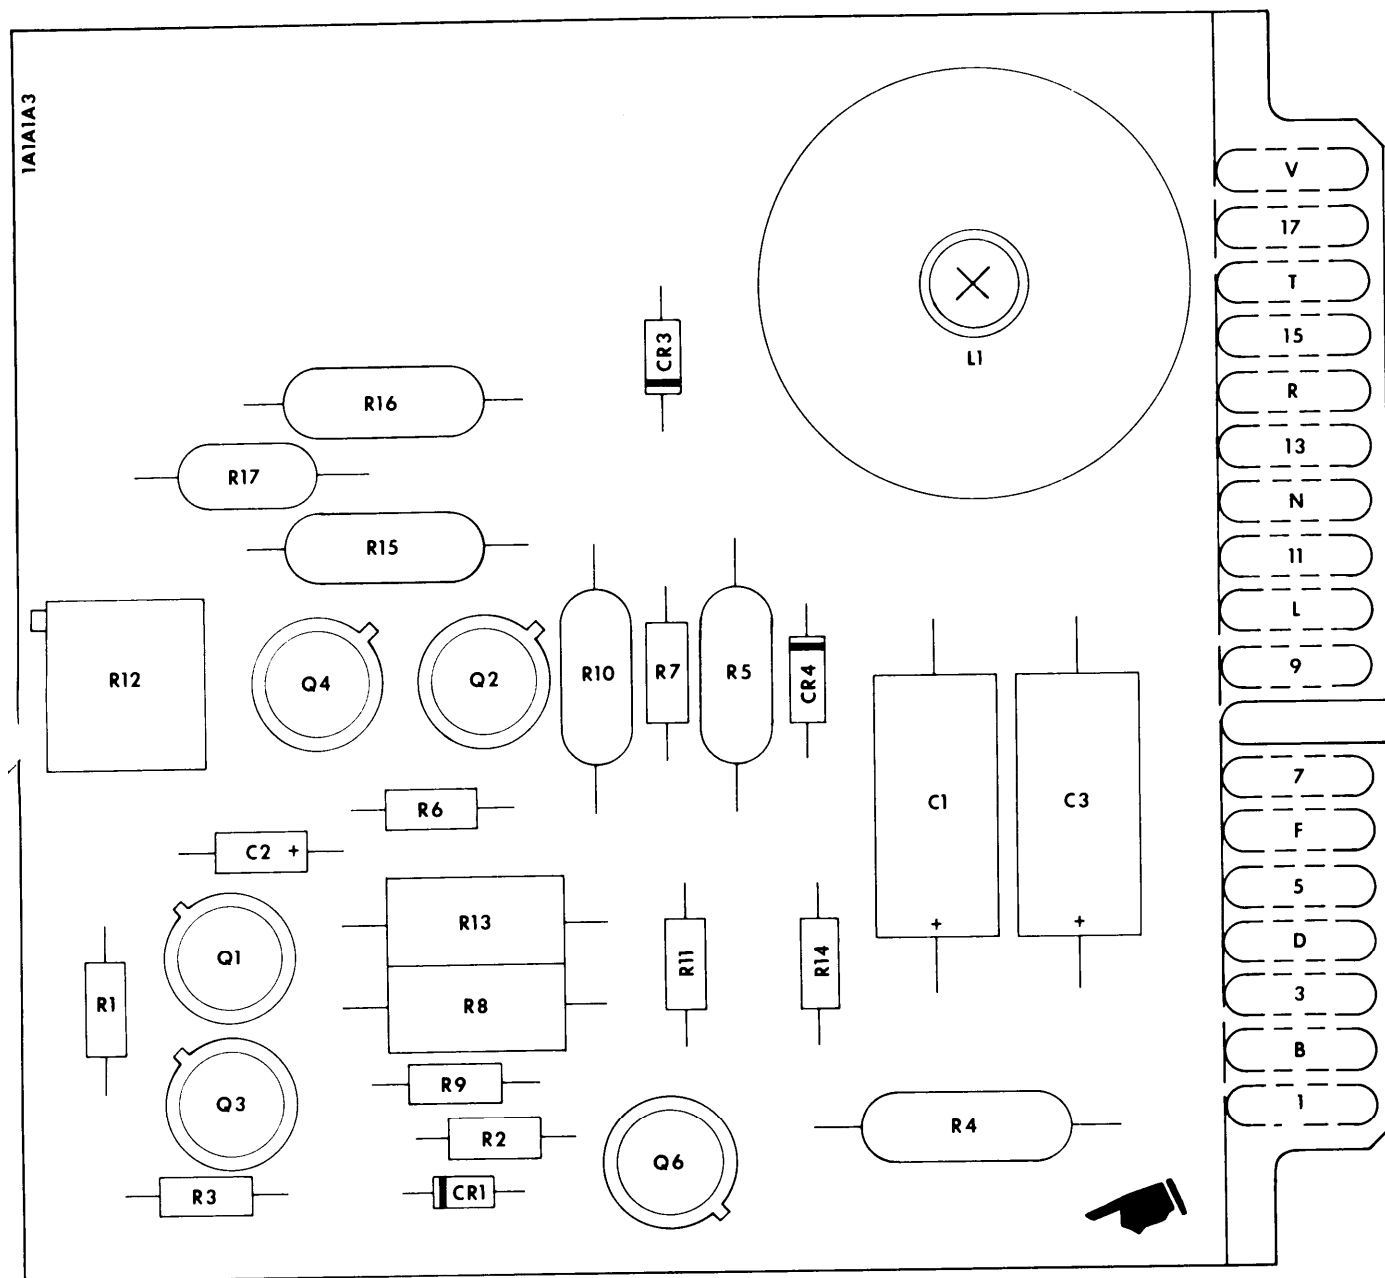 1A1A1A3
V
17
T
15
R
13
N
11
L
9
7
F
5
D
3
B
1
L1
CR3
R16
R17
R15
R12
Q4
Q2
R10
R7
R5
CR4
C1
+
C3
+
R6
C2 +
Q1
R13
R8
R11
R14
R1
Q3
R9
R2
R3
CR1
Q6
R4